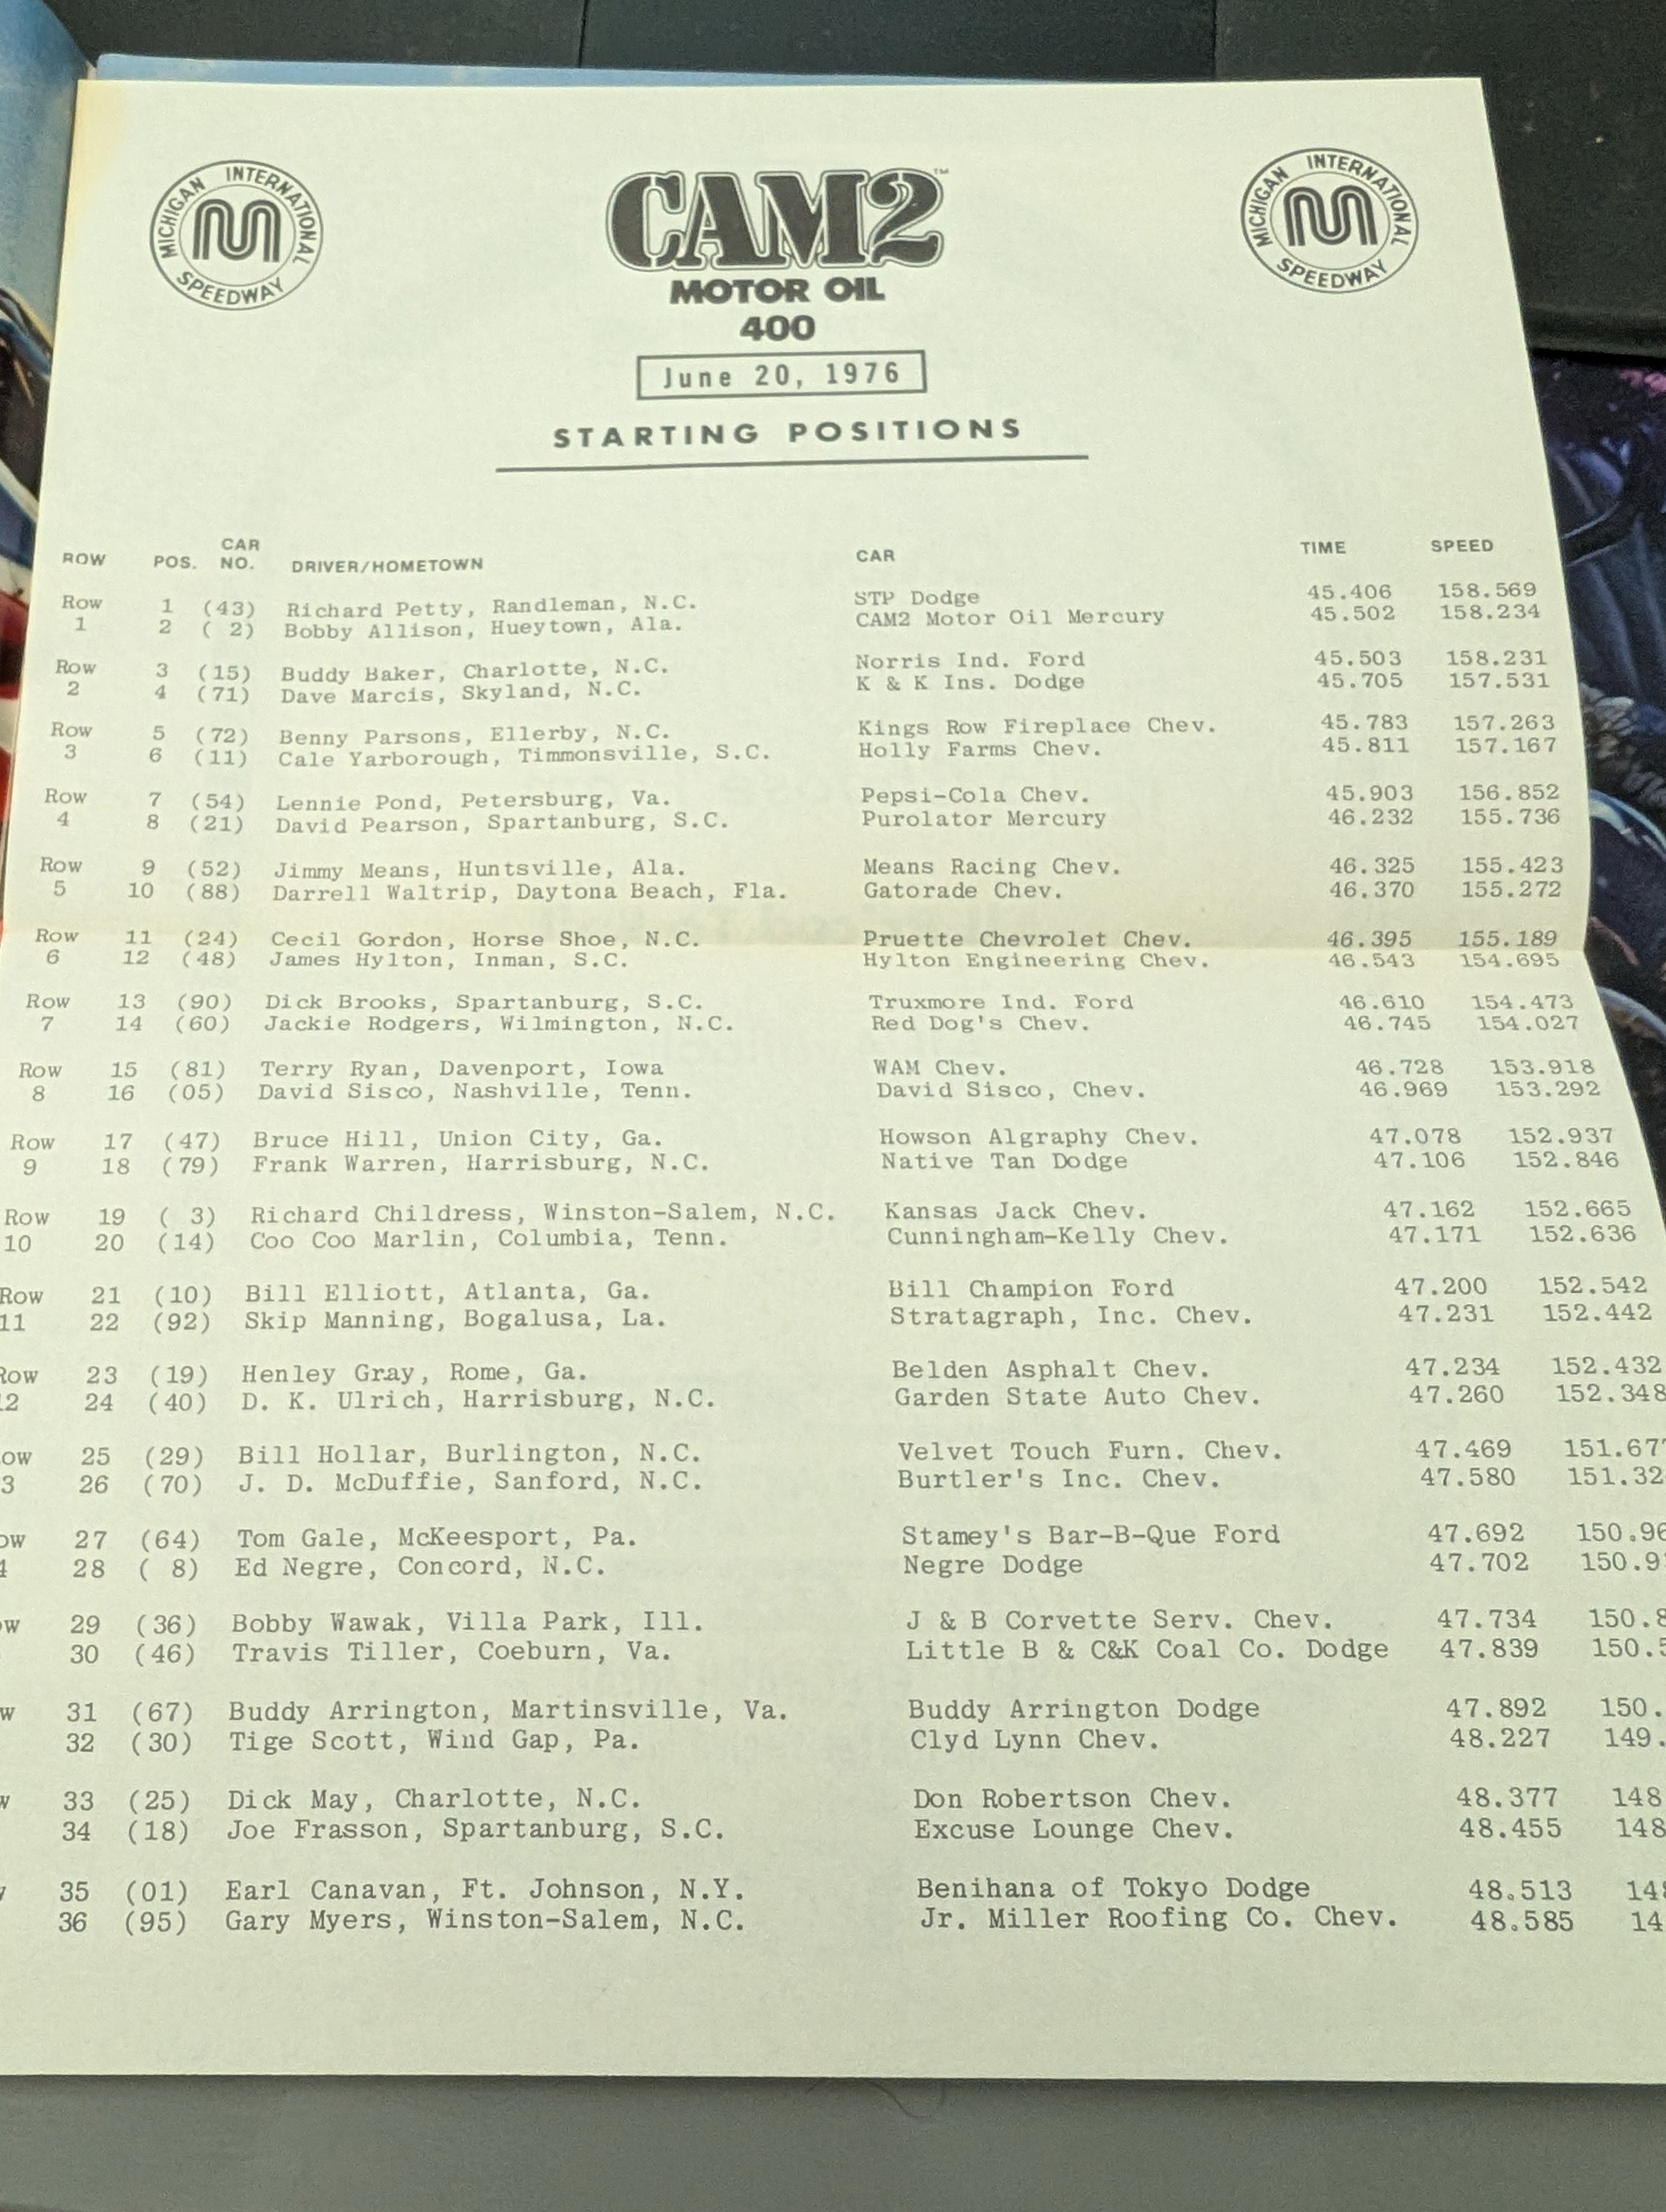 MICHIGAN INTERNATIONAL SPEEDWAY
CAM2™
MOTOR OIL
400
MICHIGAN INTERNATIONAL SPEEDWAY
June 20, 1976
STARTING POSITIONS
ROW POS. CAR NO. DRIVER/HOMETOWN CAR TIME SPEED
Row 1 (43) Richard Petty, Randleman, N.C. STP Dodge 45.406 158.569
1 2 ( 2) Bobby Allison, Hueytown, Ala. CAM2 Motor Oil Mercury 45.502 158.234
Row 3 (15) Buddy Baker, Charlotte, N.C. Norris Ind. Ford 45.503 158.231
2 4 (71) Dave Marcis, Skyland, N.C. K & K Ins. Dodge 45.705 157.531
Row 5 (72) Benny Parsons, Ellerby, N.C. Kings Row Fireplace Chev. 45.783 157.263
3 6 (11) Cale Yarborough, Timmonsville, S.C. Holly Farms Chev. 45.811 157.167
Row 7 (54) Lennie Pond, Petersburg, Va. Pepsi-Cola Chev. 45.903 156.852
4 8 (21) David Pearson, Spartanburg, S.C. Purolator Mercury 46.232 155.736
Row 9 (52) Jimmy Means, Huntsville, Ala. Means Racing Chev. 46.325 155.423
5 10 (88) Darrell Waltrip, Daytona Beach, Fla. Gatorade Chev. 46.370 155.272
Row 11 (24) Cecil Gordon, Horse Shoe, N.C. Pruette Chevrolet Chev. 46.395 155.189
6 12 (48) James Hylton, Inman, S.C. Hylton Engineering Chev. 46.543 154.695
Row 13 (90) Dick Brooks, Spartanburg, S.C. Truxmore Ind. Ford 46.610 154.473
7 14 (60) Jackie Rodgers, Wilmington, N.C. Red Dog's Chev. 46.745 154.027
Row 15 (81) Terry Ryan, Davenport, Iowa WAM Chev. 46.728 153.918
8 16 (05) David Sisco, Nashville, Tenn. David Sisco, Chev. 46.969 153.292
Row 17 (47) Bruce Hill, Union City, Ga. Howson Algraphy Chev. 47.078 152.937
9 18 (79) Frank Warren, Harrisburg, N.C. Native Tan Dodge 47.106 152.846
Row 19 ( 3) Richard Childress, Winston-Salem, N.C. Kansas Jack Chev. 47.162 152.665
10 20 (14) Coo Coo Marlin, Columbia, Tenn. Cunningham-Kelly Chev. 47.171 152.636
Row 21 (10) Bill Elliott, Atlanta, Ga. Bill Champion Ford 47.200 152.542
11 22 (92) Skip Manning, Bogalusa, La. Stratagraph, Inc. Chev. 47.231 152.442
Row 23 (19) Henley Gray, Rome, Ga. Belden Asphalt Chev. 47.234 152.432
12 24 (40) D. K. Ulrich, Harrisburg, N.C. Garden State Auto Chev. 47.260 152.348
ow 25 (29) Bill Hollar, Burlington, N.C. Velvet Touch Furn. Chev. 47.469 151.677
3 26 (70) J. D. McDuffie, Sanford, N.C. Burtler's Inc. Chev. 47.580 151.32
ow 27 (64) Tom Gale, McKeesport, Pa. Stamey's Bar-B-Que Ford 47.692 150.96
4 28 ( 8) Ed Negre, Concord, N.C. Negre Dodge 47.702 150.9
ow 29 (36) Bobby Wawak, Villa Park, Ill. J & B Corvette Serv. Chev. 47.734 150.8
30 (46) Travis Tiller, Coeburn, Va. Little B & C&K Coal Co. Dodge 47.839 150.5
w 31 (67) Buddy Arrington, Martinsville, Va. Buddy Arrington Dodge 47.892 150.
32 (30) Tige Scott, Wind Gap, Pa. Clyd Lynn Chev. 48.227 149.
w 33 (25) Dick May, Charlotte, N.C. Don Robertson Chev. 48.377 148
34 (18) Joe Frasson, Spartanburg, S.C. Excuse Lounge Chev. 48.455 148
35 (01) Earl Canavan, Ft. Johnson, N.Y. Benihana of Tokyo Dodge 48.513 148
36 (95) Gary Myers, Winston-Salem, N.C. Jr. Miller Roofing Co. Chev. 48.585 14